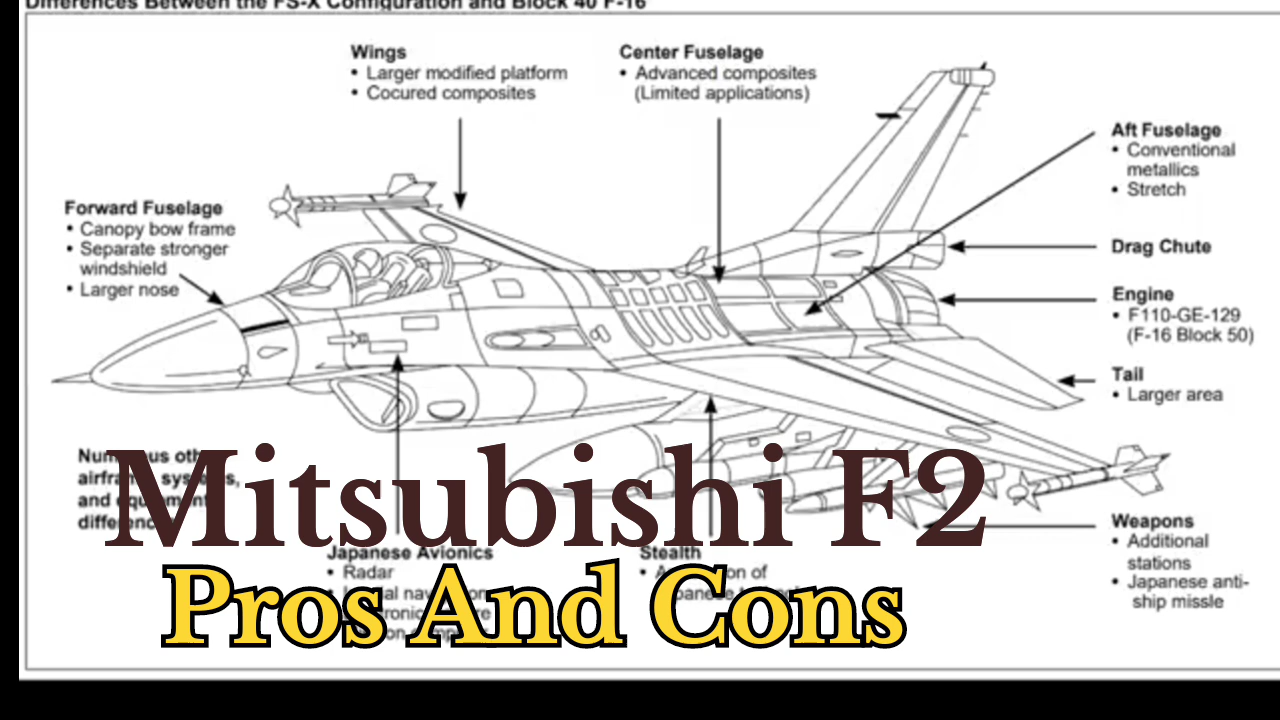 Differences Between the FS-X Configuration and Block 40 F-16
Wings
• Larger modified platform
• Cocured composites
Center Fuselage
• Advanced composites
(Limited applications)
Aft Fuselage
• Conventional
metallics
• Stretch
Forward Fuselage
• Canopy bow frame
• Separate stronger
windshield
• Larger nose
Drag Chute
Engine
• F110-GE-129
(F-16 Block 50)
Tail
• Larger area
and
Mitsubishi F2
Weapons
• Additional
stations
• Japanese anti-
ship missle
Japanese Avionics
• Radar
Stealth
of
Pros And Cons